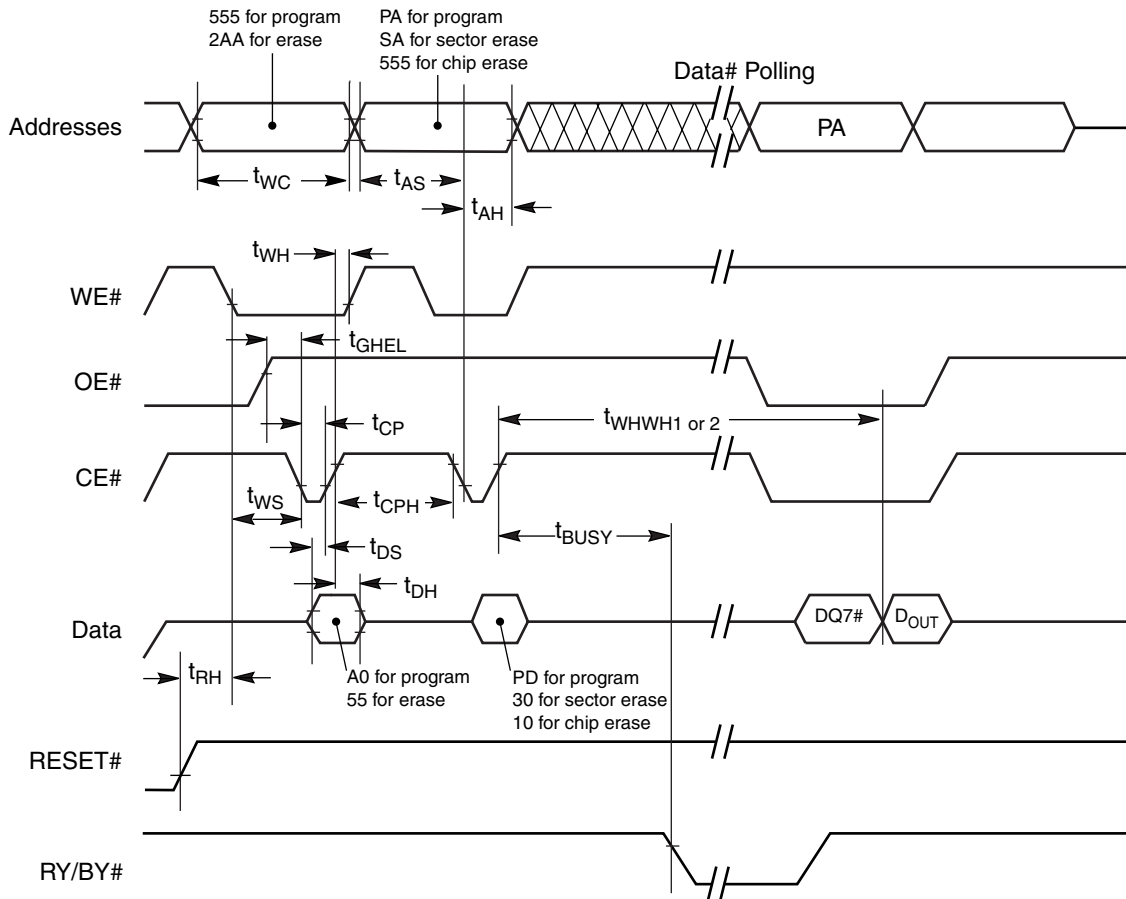 555 for program
2AA for erase
PA for program
SA for sector erase
555 for chip erase
Data# Polling
Addresses
PA
tWC
tAS
tAH
tWH
WE#
tGHEL
OE#
tWHWH1 or 2
tCP
CE#
tWS
tCPH
tBUSY
tDS
tDH
Data
DQ7#
DOUT
tRH
A0 for program
55 for erase
PD for program
30 for sector erase
10 for chip erase
RESET#
RY/BY#